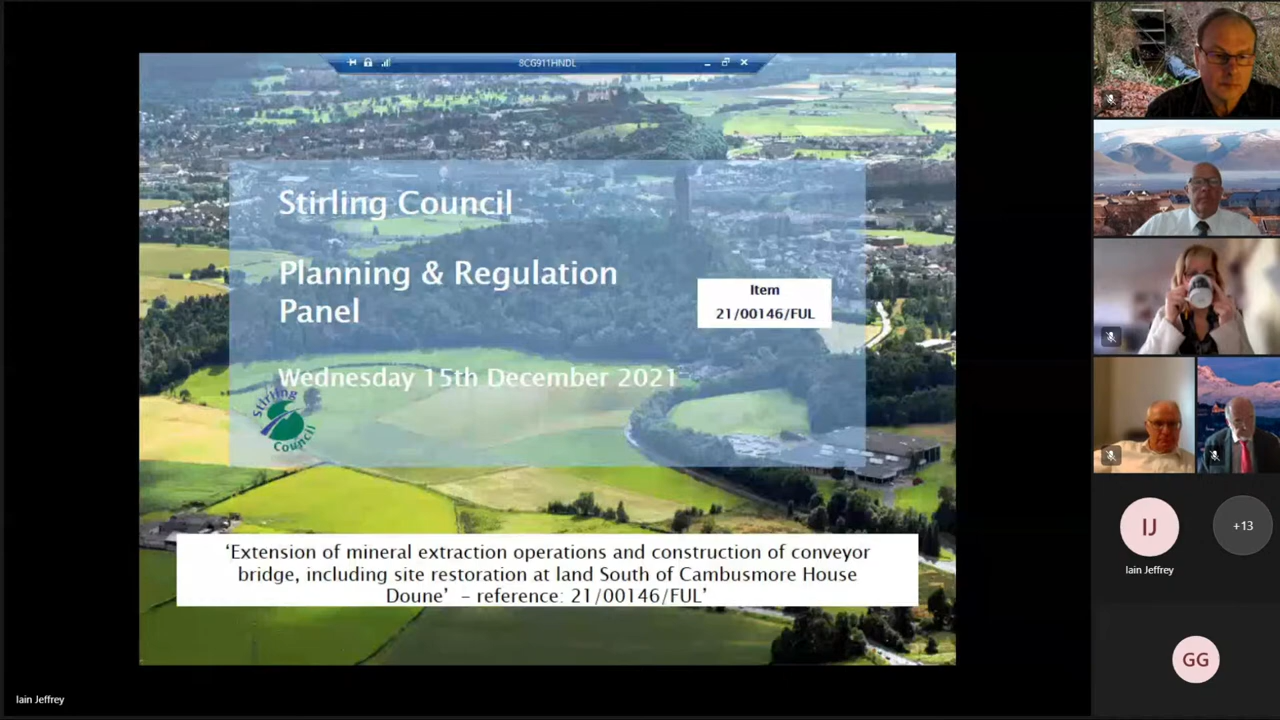 8CG911HNDL
Stirling Council
Planning & Regulation
Panel
Item
21/00146/FUL
Wednesday 15th December 2021
Stirling
Council
‘Extension of mineral extraction operations and construction of conveyor
bridge, including site restoration at land South of Cambusmore House
Doune’ – reference: 21/00146/FUL’
IJ
+13
Iain Jeffrey
GG
Iain Jeffrey